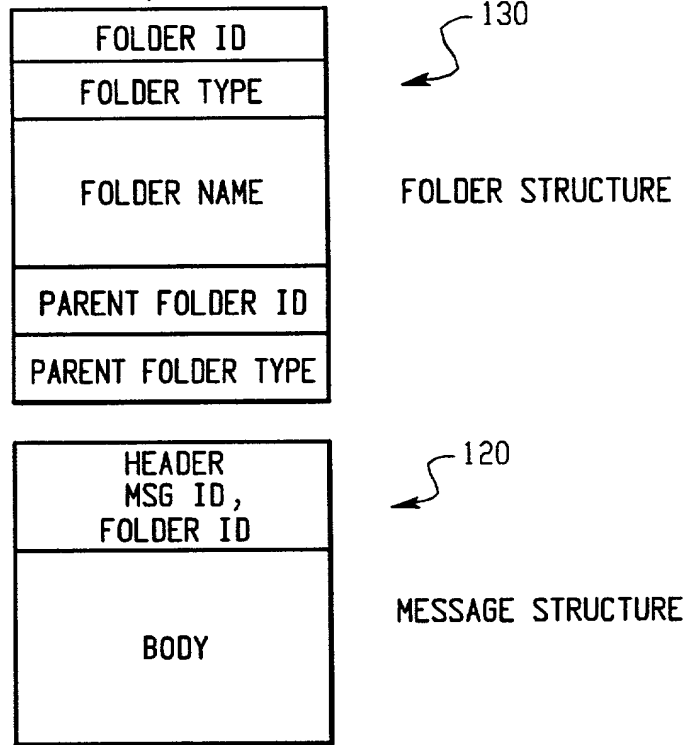 FOLDER ID
130
FOLDER TYPE
FOLDER NAME
FOLDER STRUCTURE
PARENT FOLDER ID
PARENT FOLDER TYPE
HEADER
MSG ID,
FOLDER ID
120
BODY
MESSAGE STRUCTURE